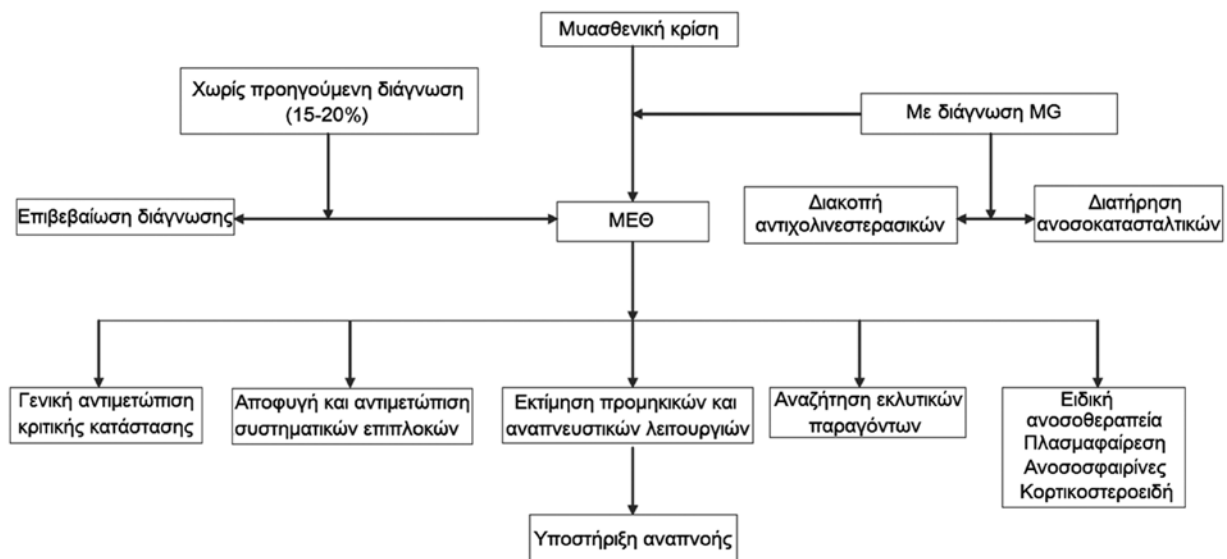 Μυασθενική κρίση
Χωρίς προηγούμενη διάγνωση
(15-20%)
Με διάγνωση MG
Επιβεβαίωση διάγνωσης
ΜΕΘ
Διακοπή
αντιχολινεστερασικών
Διατήρηση
ανοσοκατασταλτικών
Γενική αντιμετώπιση
κριτικής κατάστασης
Αποφυγή και αντιμετώπιση
συστηματικών επιπλοκών
Εκτίμηση προμηκικών και
αναπνευστικών λειτουργιών
Αναζήτηση εκλυτικών
παραγόντων
Ειδική
ανοσοθεραπεία
Πλασμαφαίρεση
Ανοσοσφαιρίνες
Κορτικοστεροειδή
Υποστήριξη αναπνοής